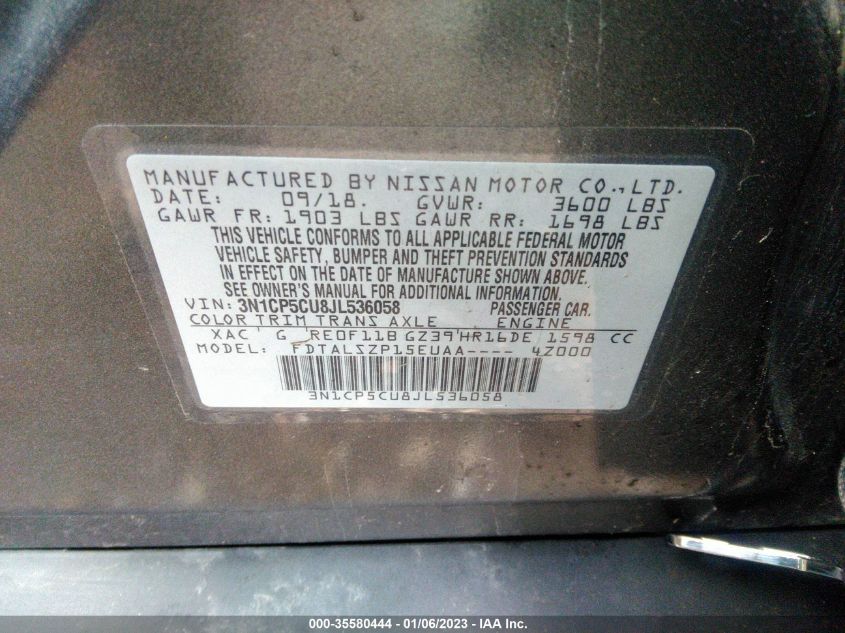 MANUFACTURED BY NISSAN MOTOR CO., LTD.
DATE: 09/18. GVWR: 3600 LBS
GAWR FR: 1903 LBS GAWR RR: 1698 LBS
THIS VEHICLE CONFORMS TO ALL APPLICABLE FEDERAL MOTOR
VEHICLE SAFETY, BUMPER AND THEFT PREVENTION STANDARDS
IN EFFECT ON THE DATE OF MANUFACTURE SHOWN ABOVE.
SEE OWNER'S MANUAL FOR ADDITIONAL INFORMATION.
VIN: 3N1CP5CU8JL536058 PASSENGER CAR.
COLOR TRIM TRANS AXLE ENGINE
XAC G RE0F11B GZ39 HR16DE 1598 CC
MODEL: FDTALSZP15EUAA---- 4Z000
3N1CP5CU8JL536058
000-35580444 - 01/06/2023 - IAA Inc.